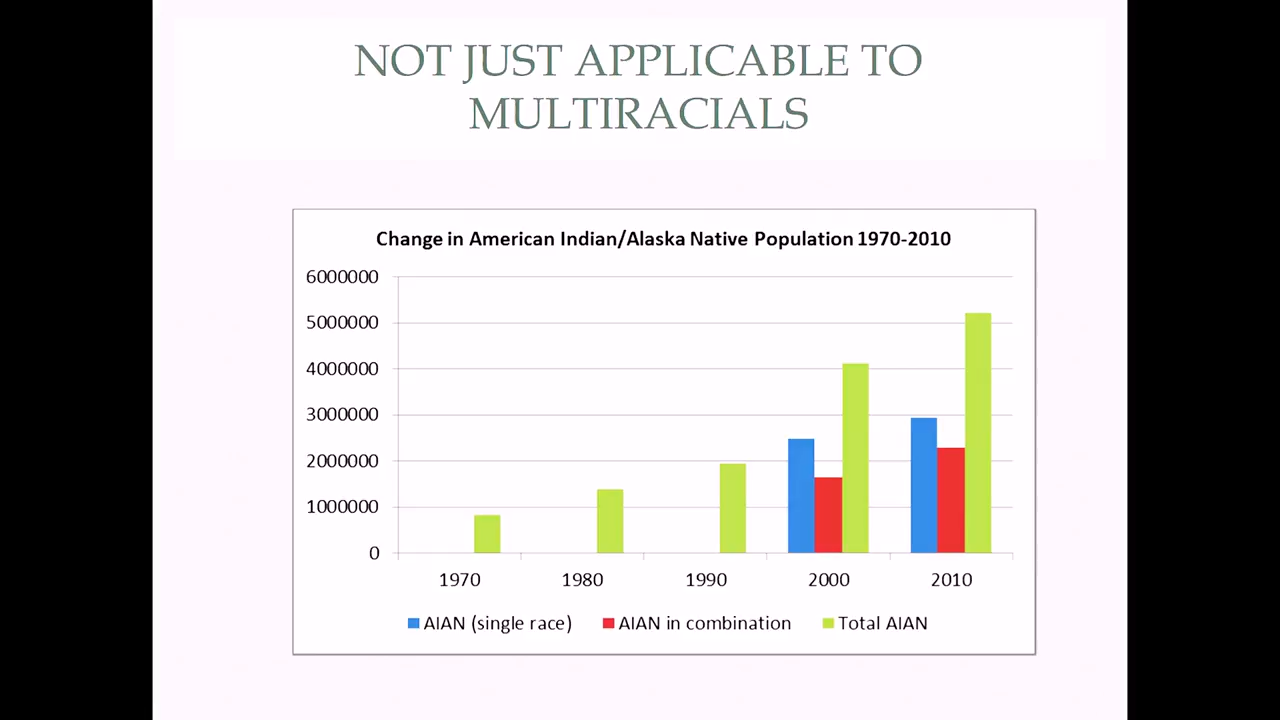 NOT JUST APPLICABLE TO
MULTIRACIALS
Change in American Indian/Alaska Native Population 1970-2010
6000000
5000000
4000000
3000000
2000000
1000000
0
1970 1980 1990 2000 2010
AIAN (single race) AIAN in combination Total AIAN